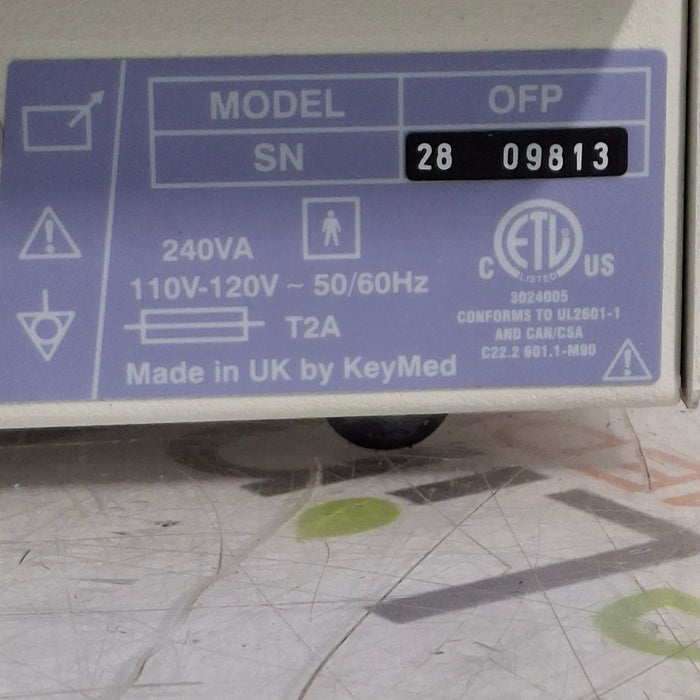 MODEL OFP
SN 28 09813
240VA
110V-120V ~ 50/60Hz
T2A
Made in UK by KeyMed
ETL
C US
LISTED
3024005
CONFORMS TO UL2601-1
AND CAN/CSA
C22.2 601.1-M90